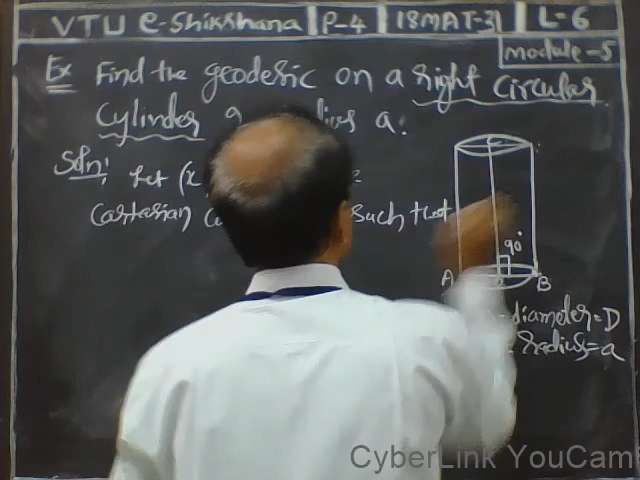 VTU e-Shikshana P-4 18MAT-31 L-6
module-5
Ex Find the geodesic on a right circular
Cylinder a:
Soln; Let (x
Cartesian such that
90°
A B
diameter=D
radius=a
CyberLink YouCam